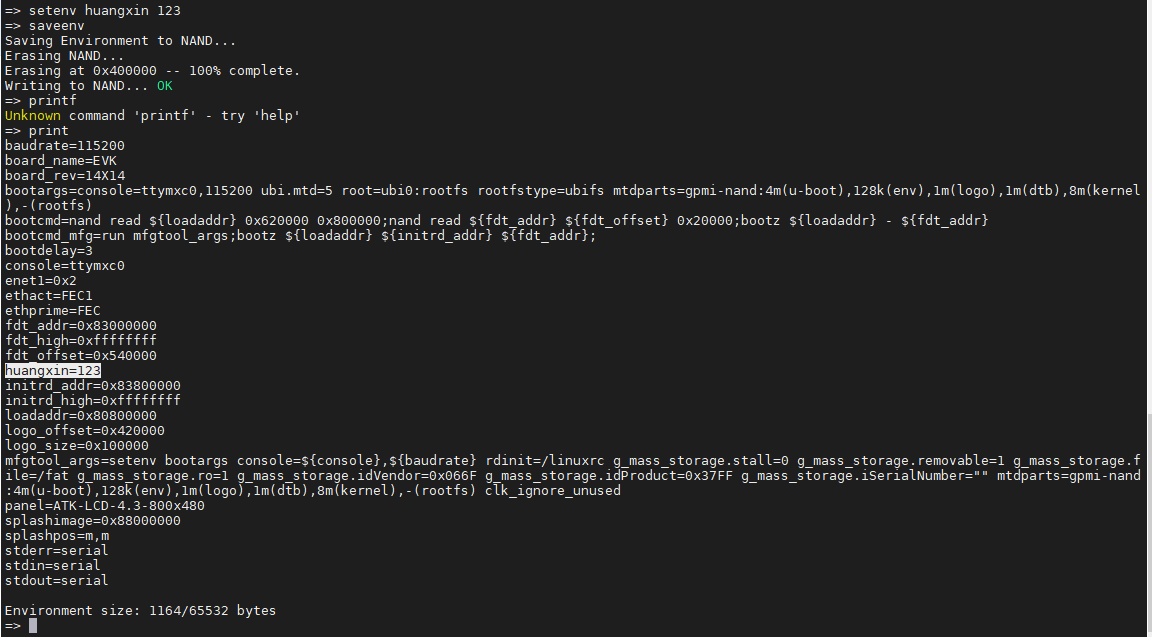 => setenv huangxin 123
=> saveenv
Saving Environment to NAND...
Erasing NAND...
Erasing at 0x400000 -- 100% complete.
Writing to NAND... OK
=> printf
Unknown command 'printf' - try 'help'
=> print
baudrate=115200
board_name=EVK
board_rev=14X14
bootargs=console=ttymxc0,115200 ubi.mtd=5 root=ubi0:rootfs rootfstype=ubifs mtdparts=gpmi-nand:4m(u-boot),128k(env),1m(logo),1m(dtb),8m(kernel
),-(rootfs)
bootcmd=nand read ${loadaddr} 0x620000 0x800000;nand read ${fdt_addr} ${fdt_offset} 0x20000;bootz ${loadaddr} - ${fdt_addr}
bootcmd_mfg=run mfgtool_args;bootz ${loadaddr} ${initrd_addr} ${fdt_addr};
bootdelay=3
console=ttymxc0
enet1=0x2
ethact=FEC1
ethprime=FEC
fdt_addr=0x83000000
fdt_high=0xffffffff
fdt_offset=0x540000
huangxin=123
initrd_addr=0x83800000
initrd_high=0xffffffff
loadaddr=0x80800000
logo_offset=0x420000
logo_size=0x100000
mfgtool_args=setenv bootargs console=${console},${baudrate} rdinit=/linuxrc g_mass_storage.stall=0 g_mass_storage.removable=1 g_mass_storage.f
ile=/fat g_mass_storage.ro=1 g_mass_storage.idVendor=0x066F g_mass_storage.idProduct=0x37FF g_mass_storage.iSerialNumber="" mtdparts=gpmi-nand
:4m(u-boot),128k(env),1m(logo),1m(dtb),8m(kernel),-(rootfs) clk_ignore_unused
panel=ATK-LCD-4.3-800x480
splashimage=0x88000000
splashpos=m,m
stderr=serial
stdin=serial
stdout=serial
Environment size: 1164/65532 bytes
=>